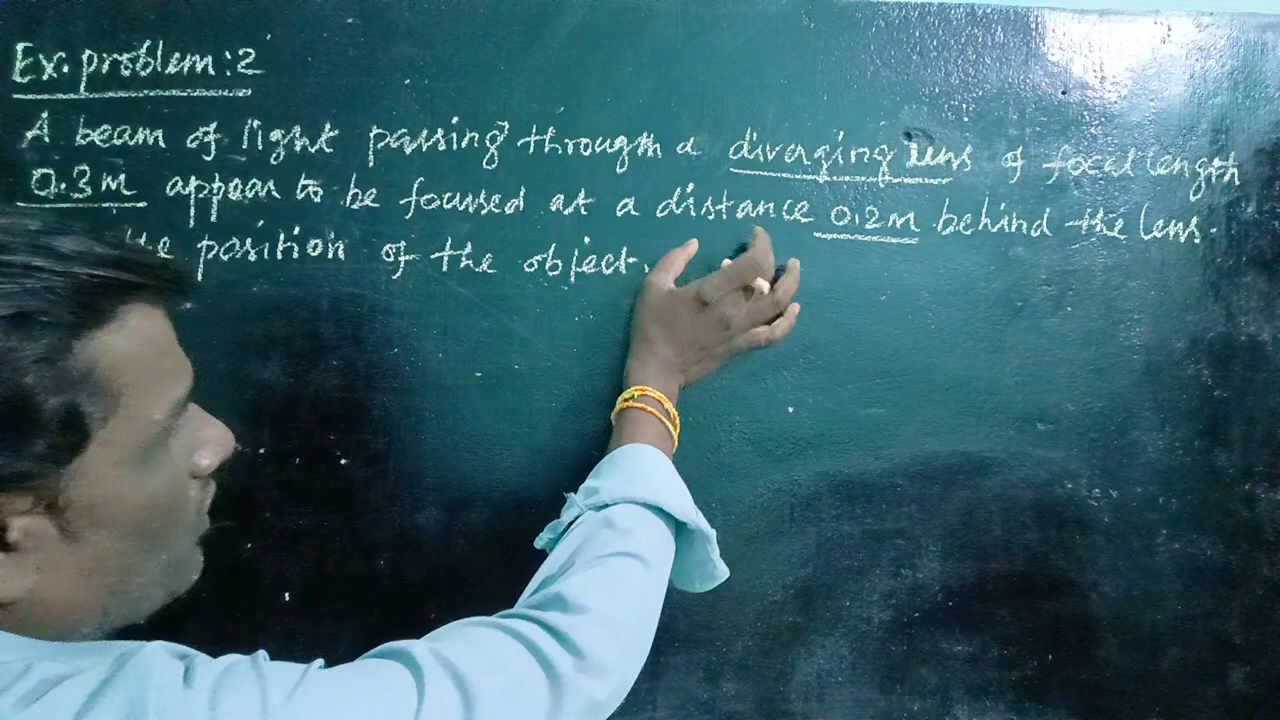 Ex. problem: 2
A beam of light passing through a diverging lens of focal length
0.3m appear to be focused at a distance 0.2m behind the lens.
the position of the object.